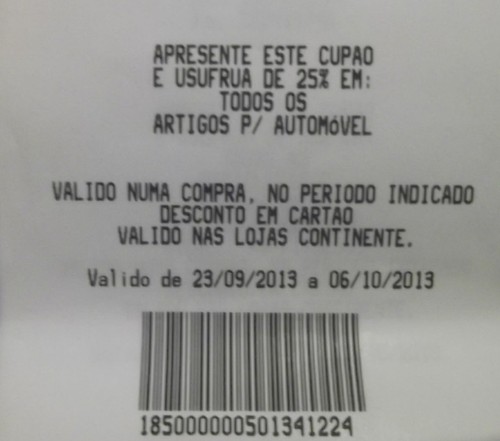 APRESENTE ESTE CUPAO
E USUFRUA DE 25% EM:
TODOS OS
ARTIGOS P/ AUTOMóVEL
VALIDO NUMA COMPRA, NO PERIODO INDICADO
DESCONTO EM CARTAO
VALIDO NAS LOJAS CONTINENTE.
Valido de 23/09/2013 a 06/10/2013
1850000000501341224